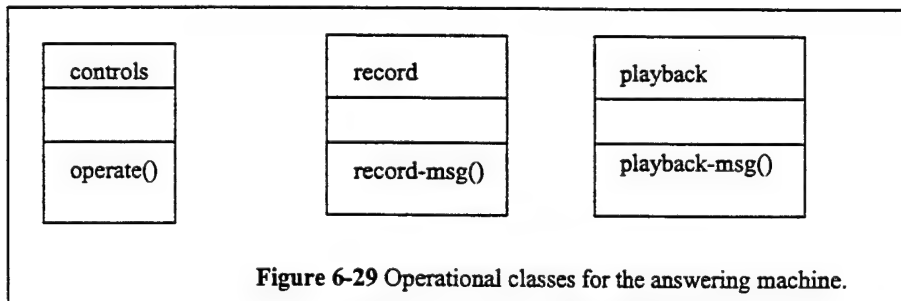 controls
record
playback
operate()
record-msg()
playback-msg()
Figure 6-29 Operational classes for the answering machine.